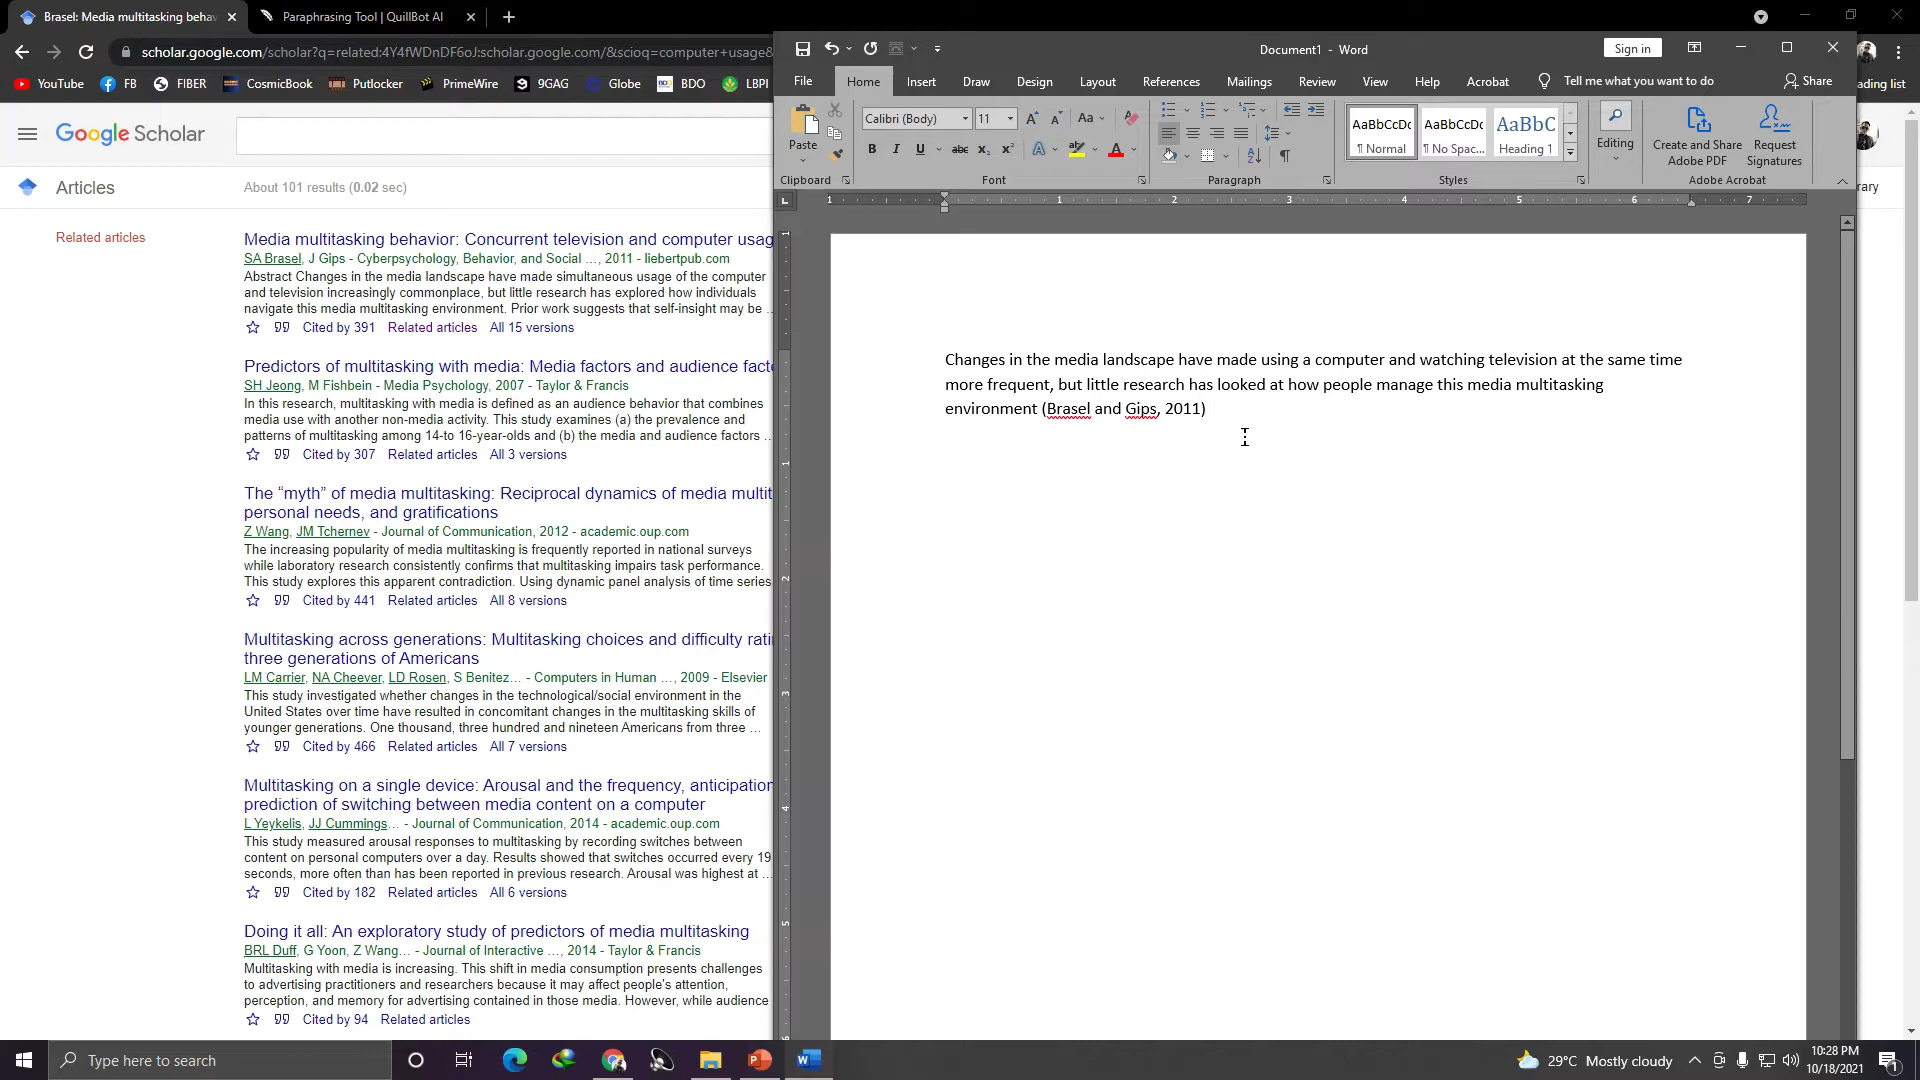 Brasel: Media multitasking behav
Paraphrasing Tool | QuillBot AI
scholar.google.com/scholar?q=related:4Y4fWDnDF6oJ:scholar.google.com/&scioq=computer+usage&
YouTube FB FIBER CosmicBook Putlocker PrimeWire 9GAG Globe BDO LBPI
ading list
Google Scholar
Articles
About 101 results (0.02 sec)
rary
Related articles
Media multitasking behavior: Concurrent television and computer usag
SA Brasel, J Gips - Cyberpsychology, Behavior, and Social …, 2011 - liebertpub.com
Abstract Changes in the media landscape have made simultaneous usage of the computer
and television increasingly commonplace, but little research has explored how individuals
navigate this media multitasking environment. Prior work suggests that self-insight may be …
Cited by 391 Related articles All 15 versions
Predictors of multitasking with media: Media factors and audience facto
SH Jeong, M Fishbein - Media Psychology, 2007 - Taylor & Francis
In this research, multitasking with media is defined as an audience behavior that combines
media use with another non-media activity. This study examines (a) the prevalence and
patterns of multitasking among 14-to 16-year-olds and (b) the media and audience factors …
Cited by 307 Related articles All 3 versions
The “myth” of media multitasking: Reciprocal dynamics of media multit
personal needs, and gratifications
Z Wang, JM Tchernev - Journal of Communication, 2012 - academic.oup.com
The increasing popularity of media multitasking is frequently reported in national surveys
while laboratory research consistently confirms that multitasking impairs task performance.
This study explores this apparent contradiction. Using dynamic panel analysis of time series
Cited by 441 Related articles All 8 versions
Multitasking across generations: Multitasking choices and difficulty rati
three generations of Americans
LM Carrier, NA Cheever, LD Rosen, S Benitez… - Computers in Human …, 2009 - Elsevier
This study investigated whether changes in the technological/social environment in the
United States over time have resulted in concomitant changes in the multitasking skills of
younger generations. One thousand, three hundred and nineteen Americans from three …
Cited by 466 Related articles All 7 versions
Multitasking on a single device: Arousal and the frequency, anticipation
prediction of switching between media content on a computer
L Yeykelis, JJ Cummings… - Journal of Communication, 2014 - academic.oup.com
This study measured arousal responses to multitasking by recording switches between
content on personal computers over a day. Results showed that switches occurred every 19
seconds, more often than has been reported in previous research. Arousal was highest at …
Cited by 182 Related articles All 6 versions
Doing it all: An exploratory study of predictors of media multitasking
BRL Duff, G Yoon, Z Wang… - Journal of Interactive …, 2014 - Taylor & Francis
Multitasking with media is increasing. This shift in media consumption presents challenges
to advertising practitioners and researchers because it may affect people's attention,
perception, and memory for advertising contained in those media. However, while audience
Cited by 94 Related articles
Document1 - Word
Sign in
File Home Insert Draw Design Layout References Mailings Review View Help Acrobat Tell me what you want to do Share
Paste
Calibri (Body) 11
AaBbCcDc AaBbCcDc AaBbC
¶ Normal ¶ No Spac... Heading 1
Editing
Create and Share
Adobe PDF
Request
Signatures
Clipboard Font Paragraph Styles Adobe Acrobat
1 1 2 3 4 5 6 7
1
1
2
3
4
5
Changes in the media landscape have made using a computer and watching television at the same time
more frequent, but little research has looked at how people manage this media multitasking
environment (Brasel and Gips, 2011)
Type here to search
29°C Mostly cloudy
10:28 PM
10/18/2021
1